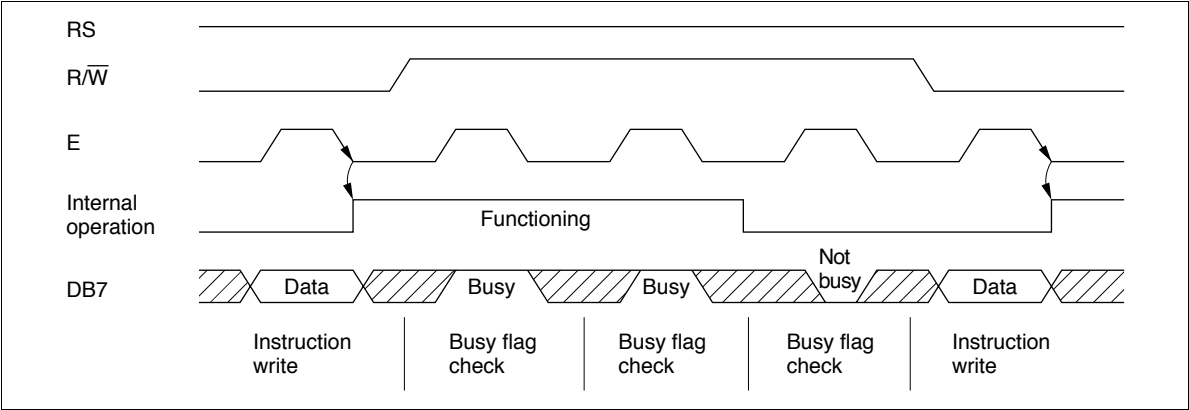 RS
R/W̅
E
Internal
operation
Functioning
DB7
Data
Busy
Busy
Not
busy
Data
Instruction
write
Busy flag
check
Busy flag
check
Busy flag
check
Instruction
write